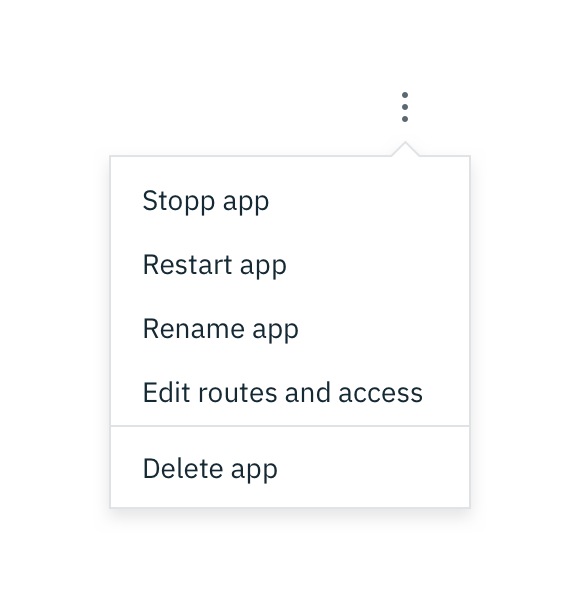 Stopp app
Restart app
Rename app
Edit routes and access
Delete app